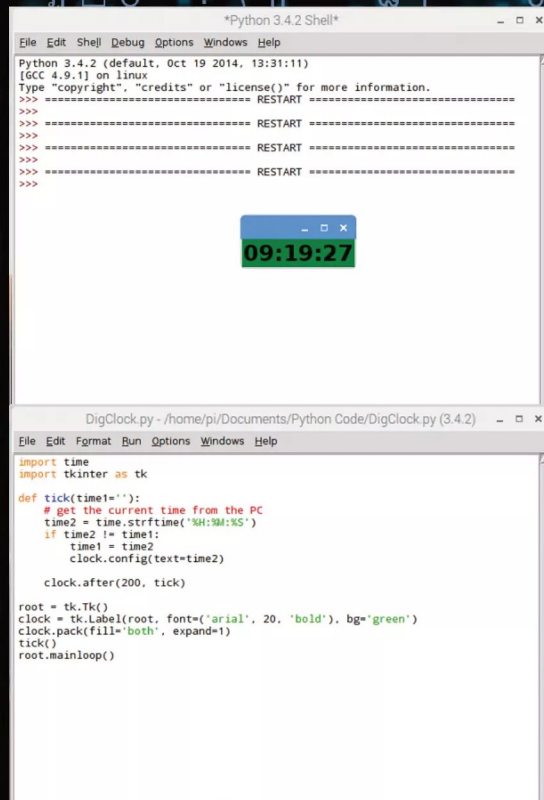 *Python 3.4.2 Shell*
File Edit Shell Debug Options Windows Help
Python 3.4.2 (default, Oct 19 2014, 13:31:11)
[GCC 4.9.1] on linux
Type "copyright", "credits" or "license()" for more information.
>>> ================================ RESTART ================================
>>>
>>> ================================ RESTART ================================
>>>
>>> ================================ RESTART ================================
>>>
>>> ================================ RESTART ================================
>>>
09:19:27
DigClock.py - /home/pi/Documents/Python Code/DigClock.py (3.4.2)
File Edit Format Run Options Windows Help
import time
import tkinter as tk
def tick(time1=''):
    # get the current time from the PC
    time2 = time.strftime('%H:%M:%S')
    if time2 != time1:
        time1 = time2
        clock.config(text=time2)
    clock.after(200, tick)
root = tk.Tk()
clock = tk.Label(root, font=('arial', 20, 'bold'), bg='green')
clock.pack(fill='both', expand=1)
tick()
root.mainloop()